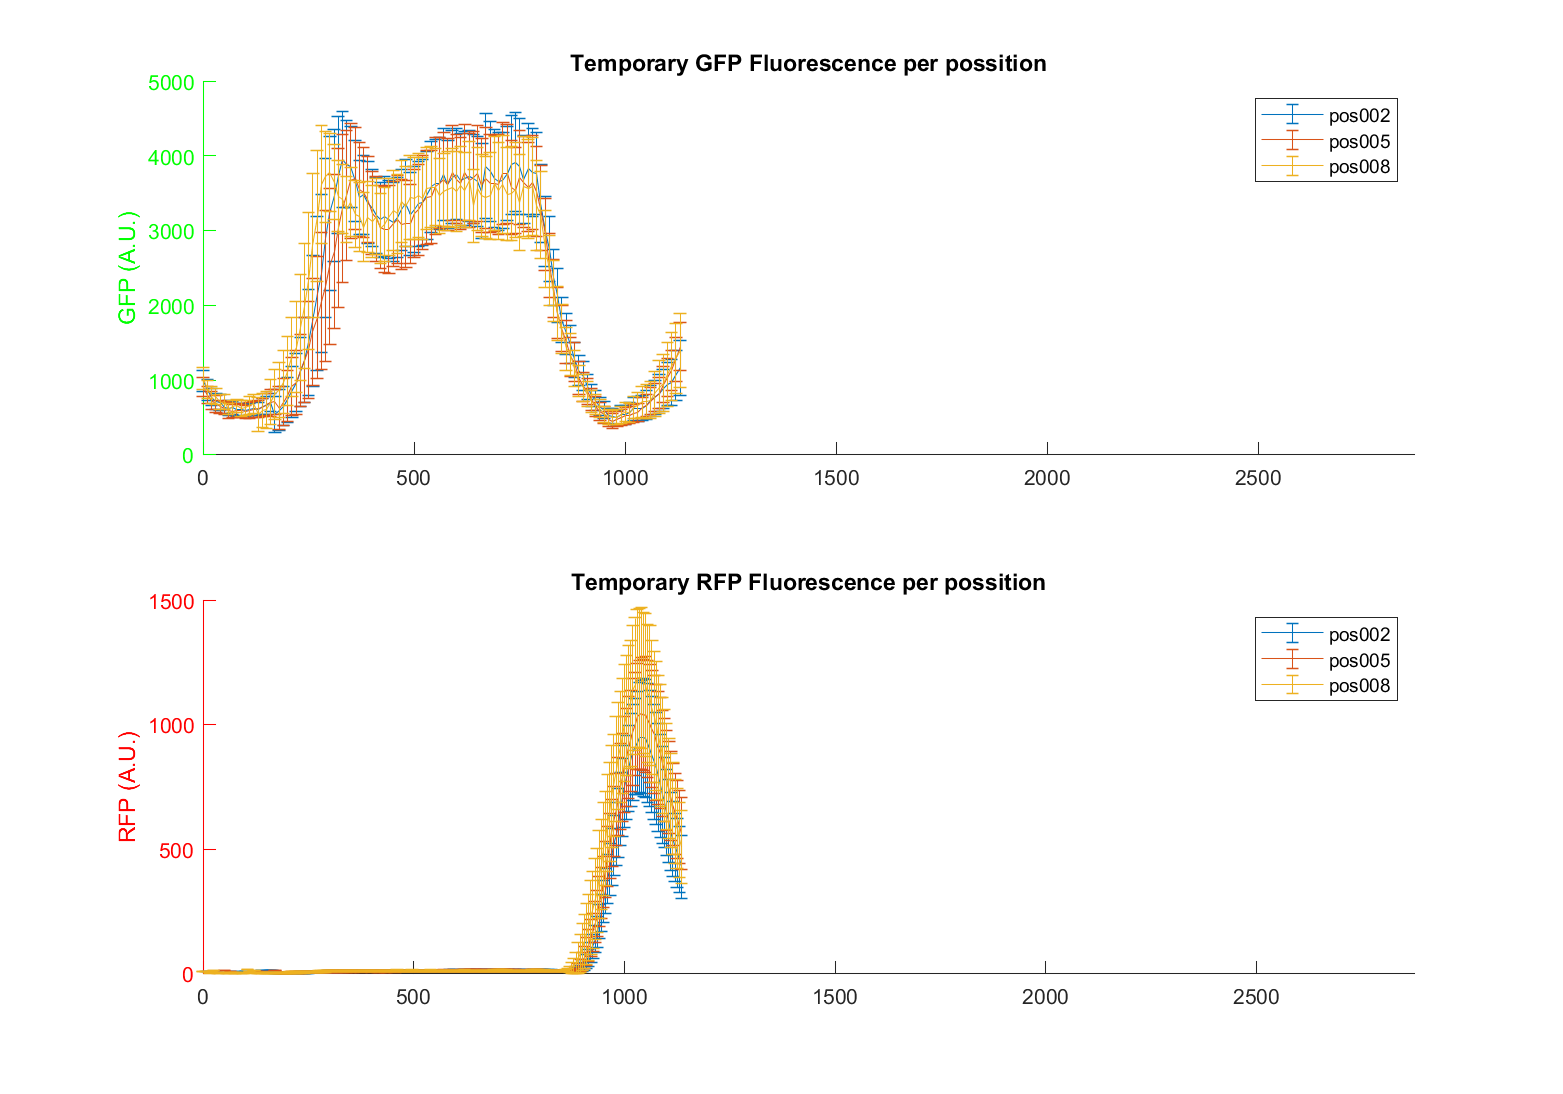 Temporary GFP Fluorescence per possition
5000
4000
3000
2000
1000
0
GFP (A.U.)
0 500 1000 1500 2000 2500
pos002
pos005
pos008
Temporary RFP Fluorescence per possition
1500
1000
500
0
RFP (A.U.)
0 500 1000 1500 2000 2500
pos002
pos005
pos008